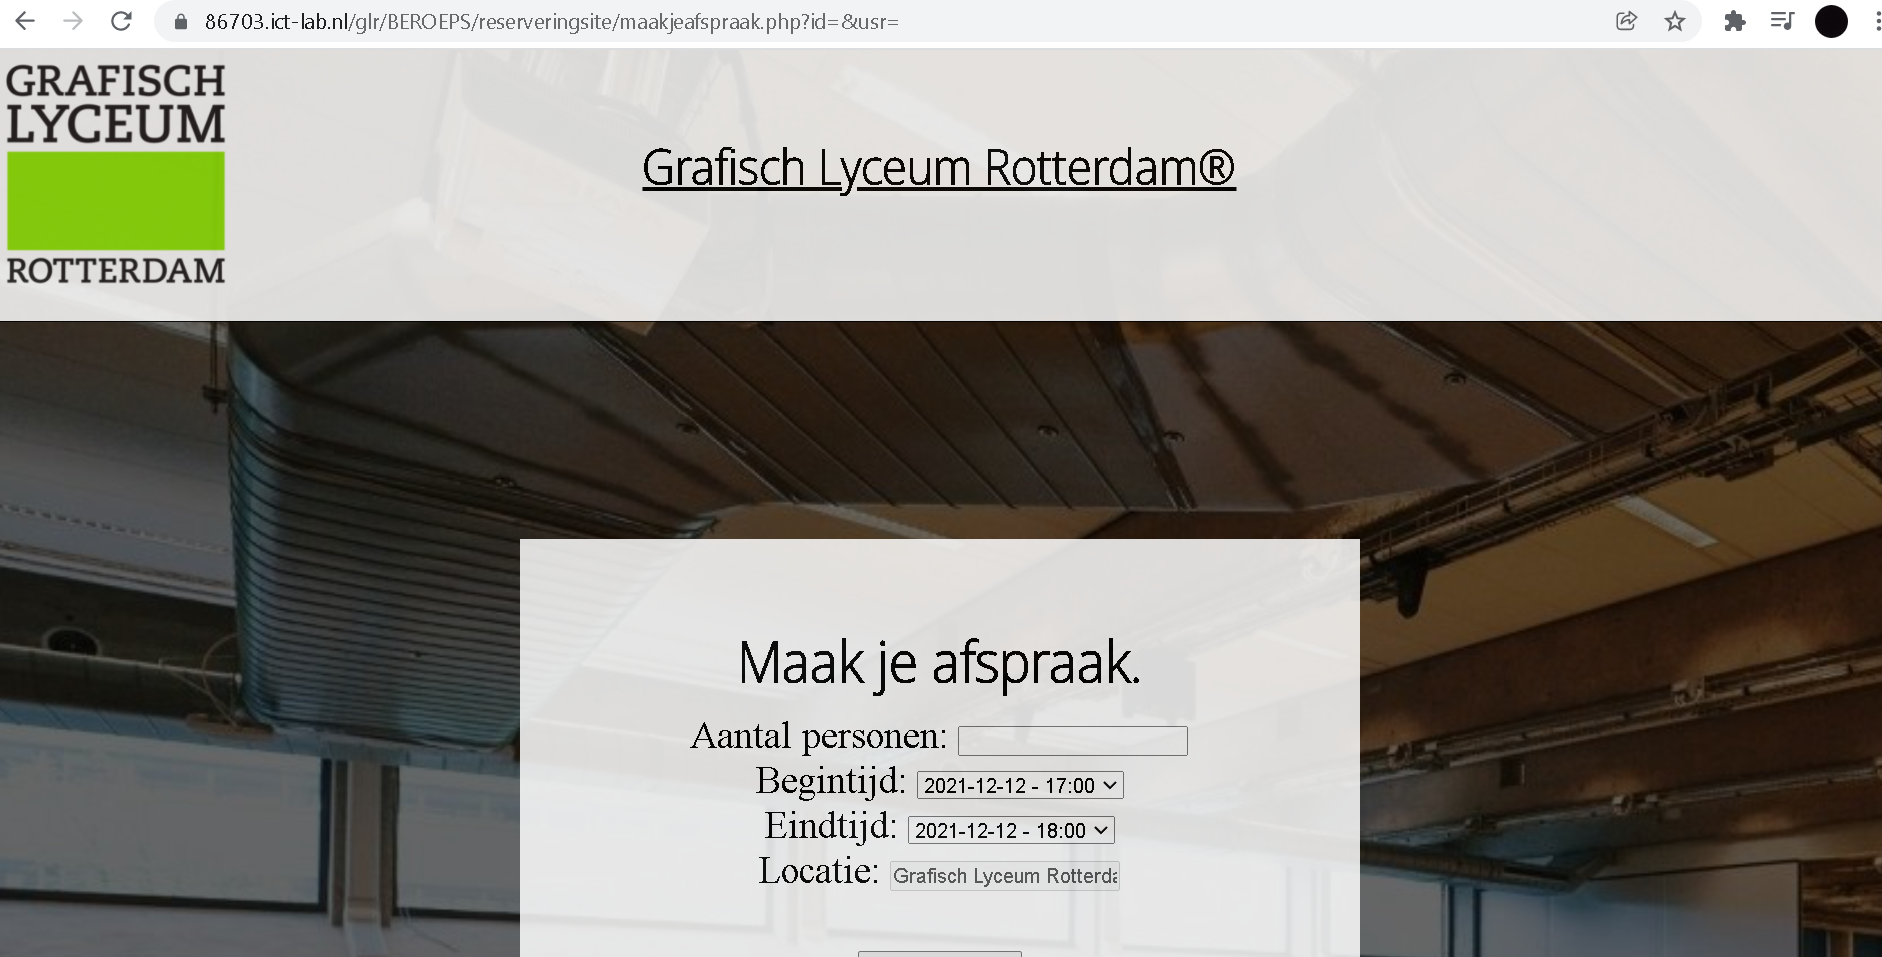 86703.ict-lab.nl/glr/BEROEPS/reserveringsite/maakjeafspraak.php?id=&usr=
GRAFISCH
LYCEUM
ROTTERDAM
Grafisch Lyceum Rotterdam®
Maak je afspraak.
Aantal personen:
Begintijd: 2021-12-12 - 17:00
Eindtijd: 2021-12-12 - 18:00
Locatie: Grafisch Lyceum Rotterda